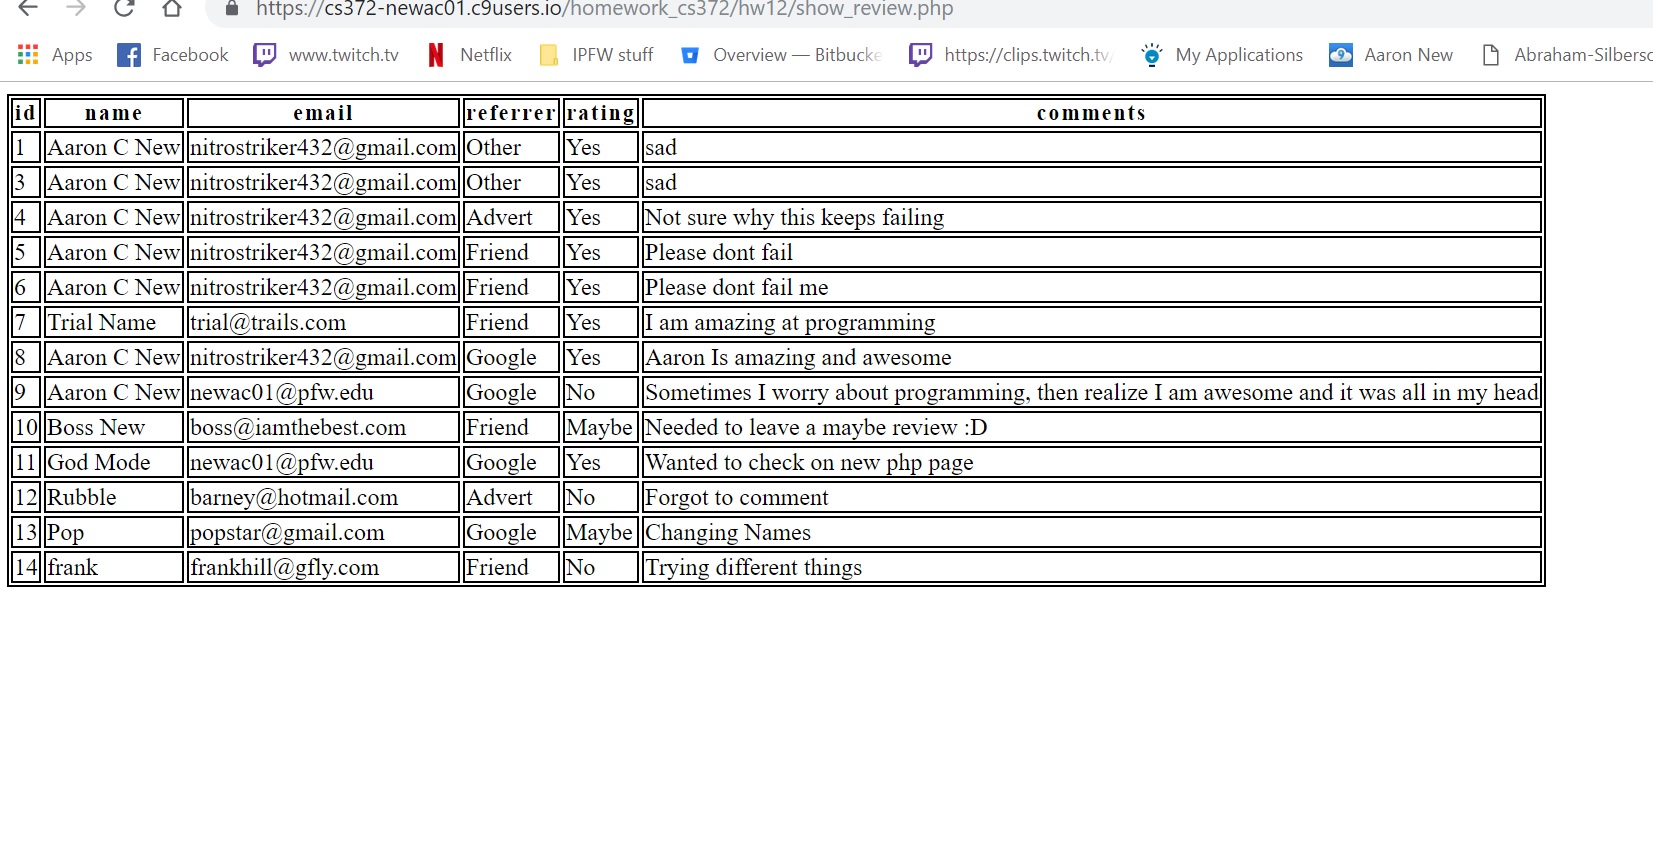 https://cs372-newac01.c9users.io/homework_cs372/hw12/show_review.php
Apps Facebook www.twitch.tv Netflix IPFW stuff Overview — Bitbucke https://clips.twitch.tv/ My Applications Aaron New Abraham-Silbersc
id name email referrer rating comments
1 Aaron C New nitrostriker432@gmail.com Other Yes sad
3 Aaron C New nitrostriker432@gmail.com Other Yes sad
4 Aaron C New nitrostriker432@gmail.com Advert Yes Not sure why this keeps failing
5 Aaron C New nitrostriker432@gmail.com Friend Yes Please dont fail
6 Aaron C New nitrostriker432@gmail.com Friend Yes Please dont fail me
7 Trial Name trial@trails.com Friend Yes I am amazing at programming
8 Aaron C New nitrostriker432@gmail.com Google Yes Aaron Is amazing and awesome
9 Aaron C New newac01@pfw.edu Google No Sometimes I worry about programming, then realize I am awesome and it was all in my head
10 Boss New boss@iamthebest.com Friend Maybe Needed to leave a maybe review :D
11 God Mode newac01@pfw.edu Google Yes Wanted to check on new php page
12 Rubble barney@hotmail.com Advert No Forgot to comment
13 Pop popstar@gmail.com Google Maybe Changing Names
14 frank frankhill@gfly.com Friend No Trying different things